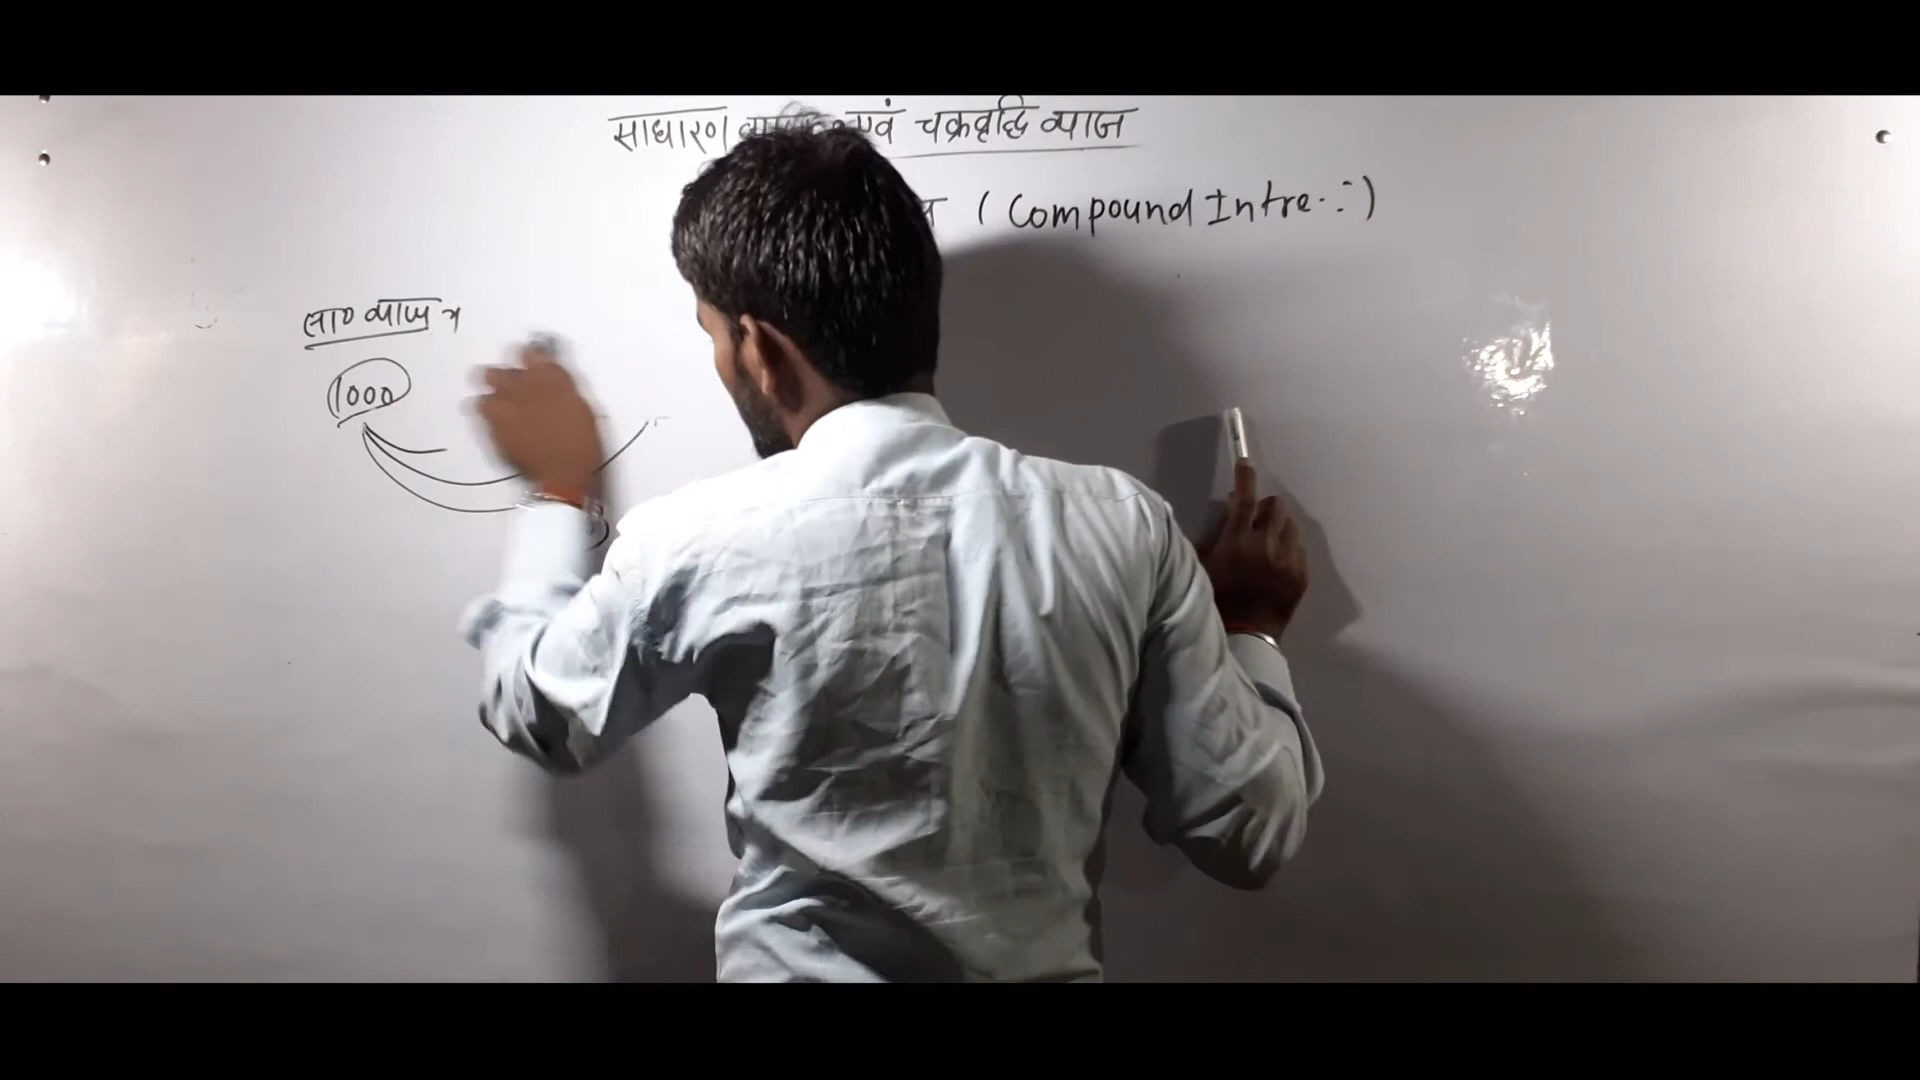 साधारण ब्याज एवं चक्रवृद्धि ब्याज
( Compound Intre..)
सा० ब्याज
1000